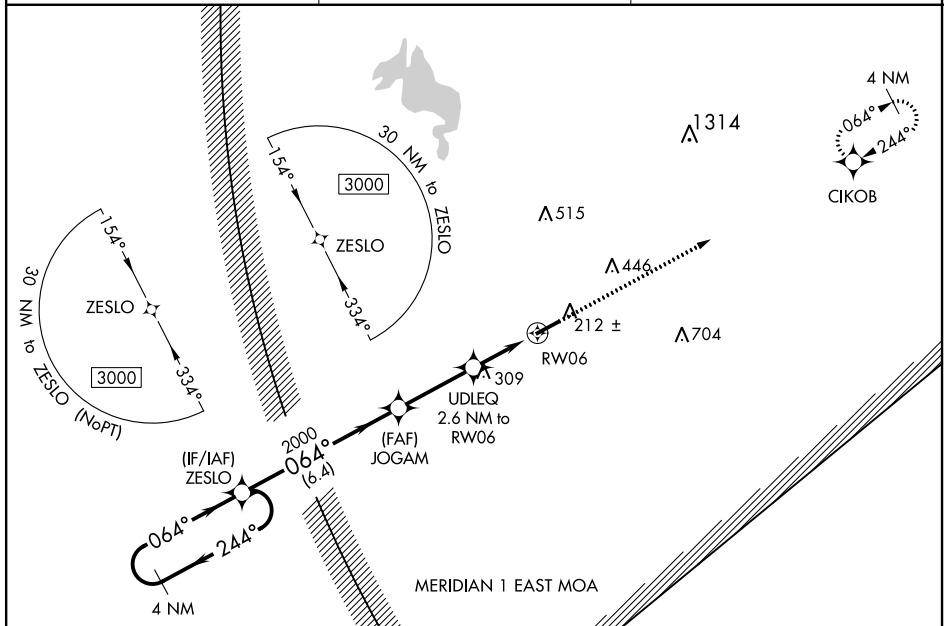 4 NM
064°
244°
CIKOB
1314
30 NM to ZESLO
154°
3000
ZESLO
334°
515
154°
30 NM to ZESLO (NoPT)
ZESLO
3000
334°
446
212 ±
RW06
704
309
UDLEQ
2.6 NM to
RW06
(FAF)
JOGAM
2000
064°
(6.4)
(IF/IAF)
ZESLO
064°
244°
4 NM
MERIDIAN 1 EAST MOA